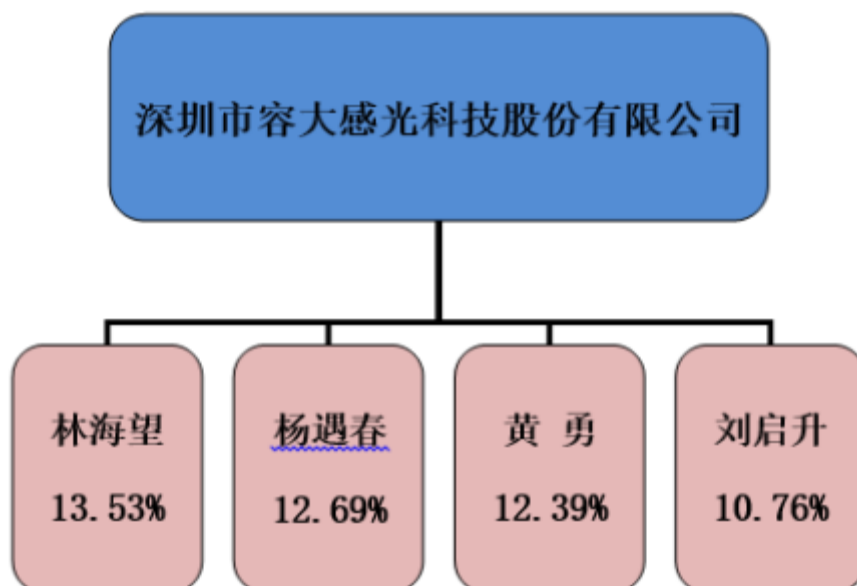 深圳市容大感光科技股份有限公司
林海望
13.53%
杨遇春
12.69%
黄 勇
12.39%
刘启升
10.76%